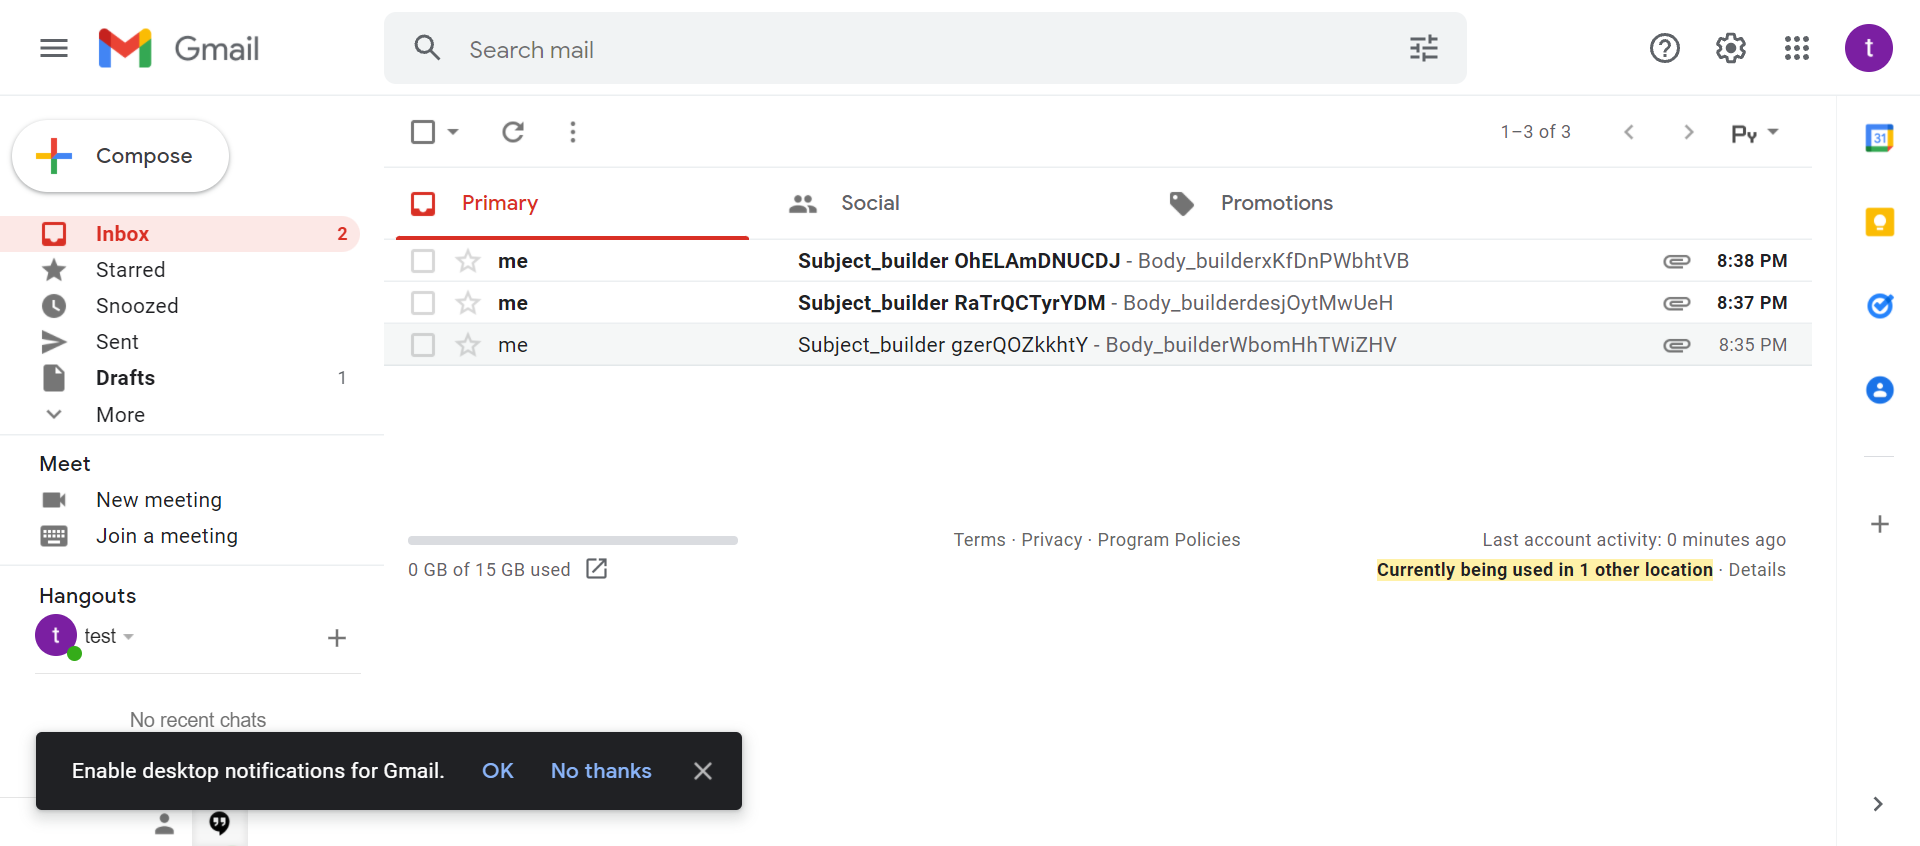 Gmail
Search mail
t
Compose
1–3 of 3
Py
31
Primary
Social
Promotions
Inbox 2
Starred
Snoozed
Sent
Drafts 1
More
me Subject_builder OhELAmDNUCDJ - Body_builderxKfDnPWbhtVB 8:38 PM
me Subject_builder RaTrQCTyrYDM - Body_builderdesjOytMwUeH 8:37 PM
me Subject_builder gzerQOZkkhtY - Body_builderWbomHhTWiZHV 8:35 PM
Meet
New meeting
Join a meeting
Hangouts
t test
No recent chats
0 GB of 15 GB used
Terms · Privacy · Program Policies
Last account activity: 0 minutes ago
Currently being used in 1 other location · Details
Enable desktop notifications for Gmail. OK No thanks